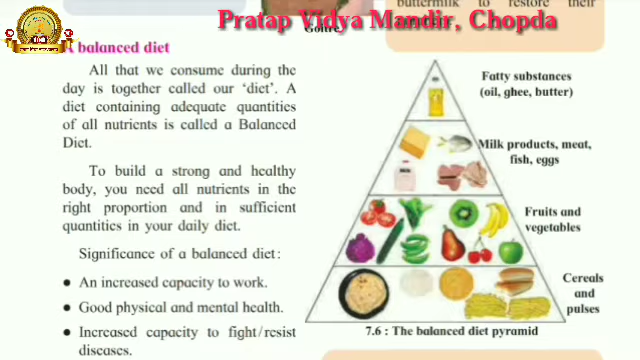 buttermilk to restore their
Pratap Vidya Mandir, Chopda
Goitre
A balanced diet
All that we consume during the
day is together called our ‘diet’. A
diet containing adequate quantities
of all nutrients is called a Balanced
Diet.
To build a strong and healthy
body, you need all nutrients in the
right proportion and in sufficient
quantities in your daily diet.
Significance of a balanced diet :
● An increased capacity to work.
● Good physical and mental health.
● Increased capacity to fight/resist
diseases.
Fatty substances
(oil, ghee, butter)
Milk products, meat,
fish, eggs
Fruits and
vegetables
Cereals
and
pulses
7.6 : The balanced diet pyramid